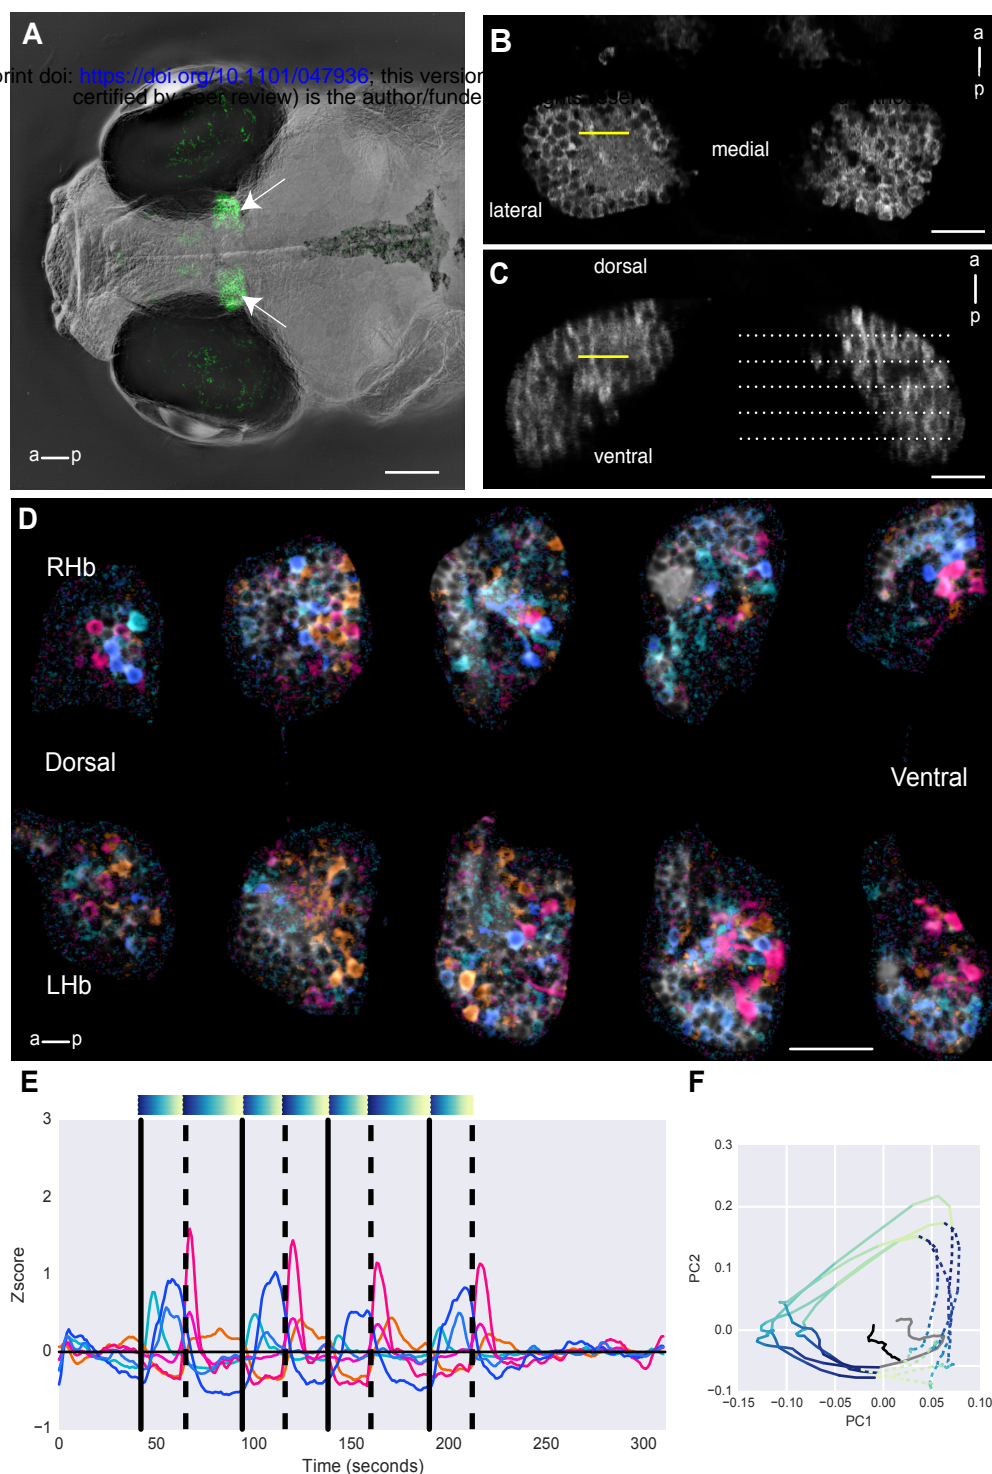 A
B
a
p
print doi: https://doi.org/10.1101/047936; this version
certified by peer review) is the author/funder
medial
lateral
a p
C
dorsal
a
p
ventral
D
RHb
Dorsal
Ventral
LHb
a p
E
F
3
2
1
0
−1
Zscore
0 50 100 150 200 250 300
Time (seconds)
0.3
0.2
0.1
0.0
−0.1
PC2
−0.15 −0.10 −0.05 0.00 0.05 0.10
PC1